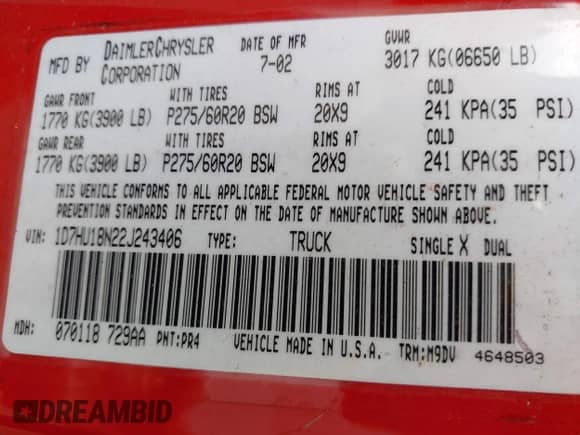 MFD BY DAIMLERCHRYSLER CORPORATION DATE OF MFR 7-02 GVWR 3017 KG(06650 LB)
GAWR FRONT WITH TIRES RIMS AT COLD
1770 KG(3900 LB) P275/60R20 BSW 20X9 241 KPA(35 PSI)
GAWR REAR WITH TIRES RIMS AT COLD
1770 KG(3900 LB) P275/60R20 BSW 20X9 241 KPA(35 PSI)
THIS VEHICLE CONFORMS TO ALL APPLICABLE FEDERAL MOTOR VEHICLE SAFETY AND THEFT
PREVENTION STANDARDS IN EFFECT ON THE DATE OF MANUFACTURE SHOWN ABOVE.
VIN: 1D7HU18N22J243406 TYPE: TRUCK SINGLE X DUAL
MDH: 070118 729AA PNT:PR4 VEHICLE MADE IN U.S.A. TRM:M9DV 4648503
DREAMBID